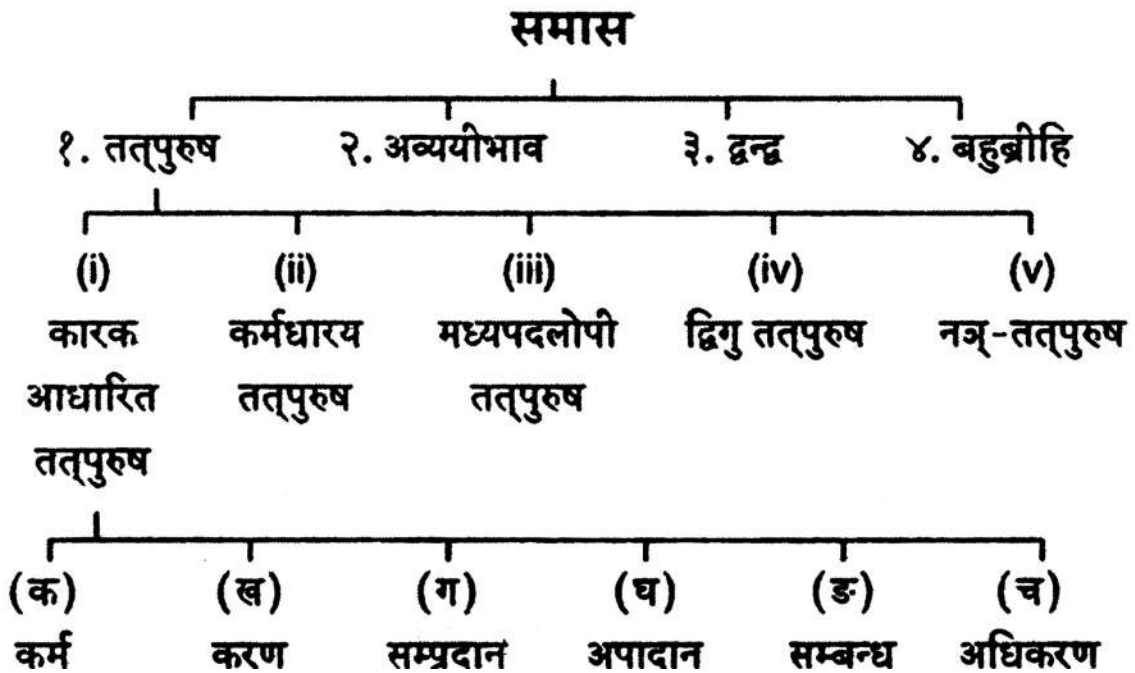 समास
१. तत्पुरुष २. अव्ययीभाव ३. द्वन्द्व ४. बहुब्रीहि
(i) (ii) (iii) (iv) (v)
कारक कर्मधारय मध्यपदलोपी द्विगु तत्पुरुष नञ्-तत्पुरुष
आधारित तत्पुरुष तत्पुरुष
तत्पुरुष
(क) (ख) (ग) (घ) (ङ) (च)
कर्म करण सम्प्रदान अपादान सम्बन्ध अधिकरण